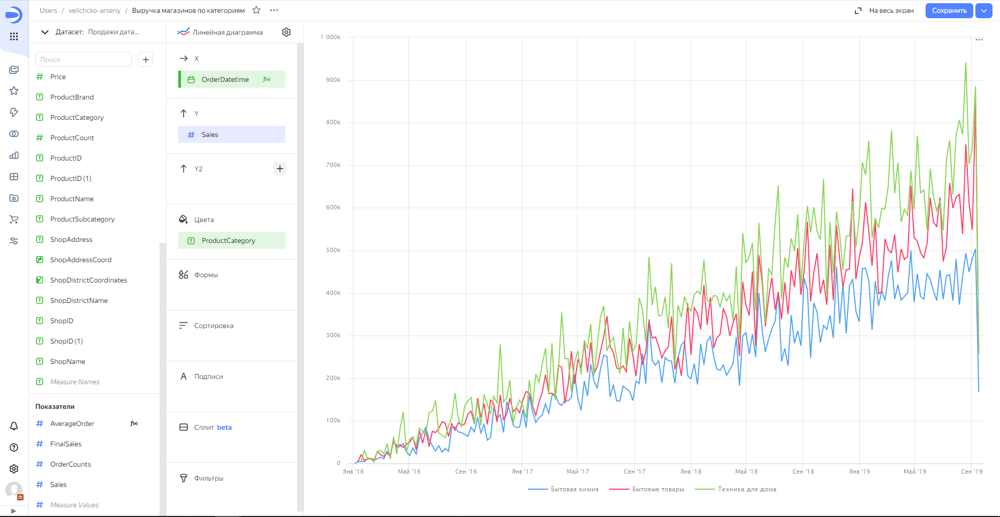 Users / velichcko-arseny / Выручка магазинов по категориям
На весь экран
Сохранить
Датасет: Продажи дата...
Поиск
Price
ProductBrand
ProductCategory
ProductCount
ProductID
ProductID (1)
ProductName
ProductSubcategory
ShopAddress
ShopAddressCoord
ShopDistrictCoordinates
ShopDistrictName
ShopID
ShopID (1)
ShopName
Measure Names
Показатели
AverageOrder
FinalSales
OrderCounts
Sales
Measure Values
Линейная диаграмма
X
OrderDatetime
Y
Sales
Y2
Цвета
ProductCategory
Формы
Сортировка
Подписи
Сплит beta
Фильтры
1 000k
900k
800k
700k
600k
500k
400k
300k
200k
100k
0
Янв '16 Май '16 Сен '16 Янв '17 Май '17 Сен '17 Янв '18 Май '18 Сен '18 Янв '19 Май '19 Сен '19
Бытовая химия Бытовые товары Техника для дома